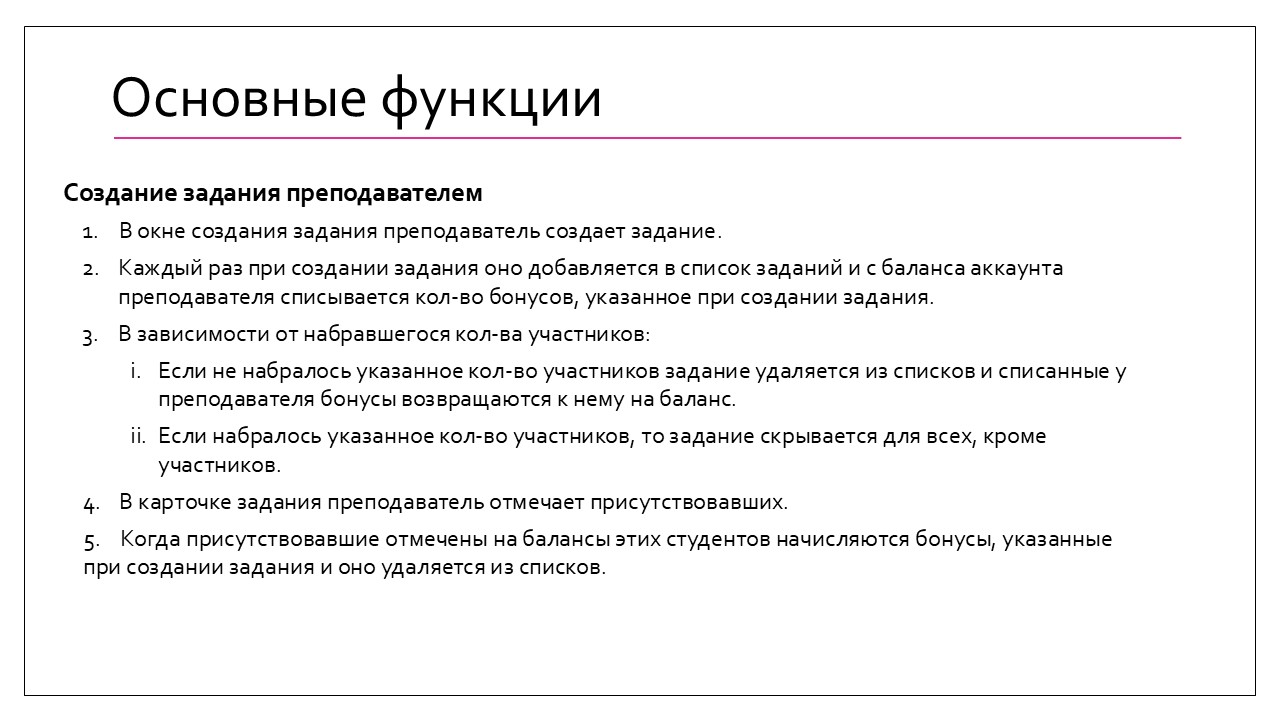 Основные функции
Создание задания преподавателем
1. В окне создания задания преподаватель создает задание.
2. Каждый раз при создании задания оно добавляется в список заданий и с баланса аккаунта
преподавателя списывается кол-во бонусов, указанное при создании задания.
3. В зависимости от набравшегося кол-ва участников:
i. Если не набралось указанное кол-во участников задание удаляется из списков и списанные у
преподавателя бонусы возвращаются к нему на баланс.
ii. Если набралось указанное кол-во участников, то задание скрывается для всех, кроме
участников.
4. В карточке задания преподаватель отмечает присутствовавших.
5. Когда присутствовавшие отмечены на балансы этих студентов начисляются бонусы, указанные
при создании задания и оно удаляется из списков.